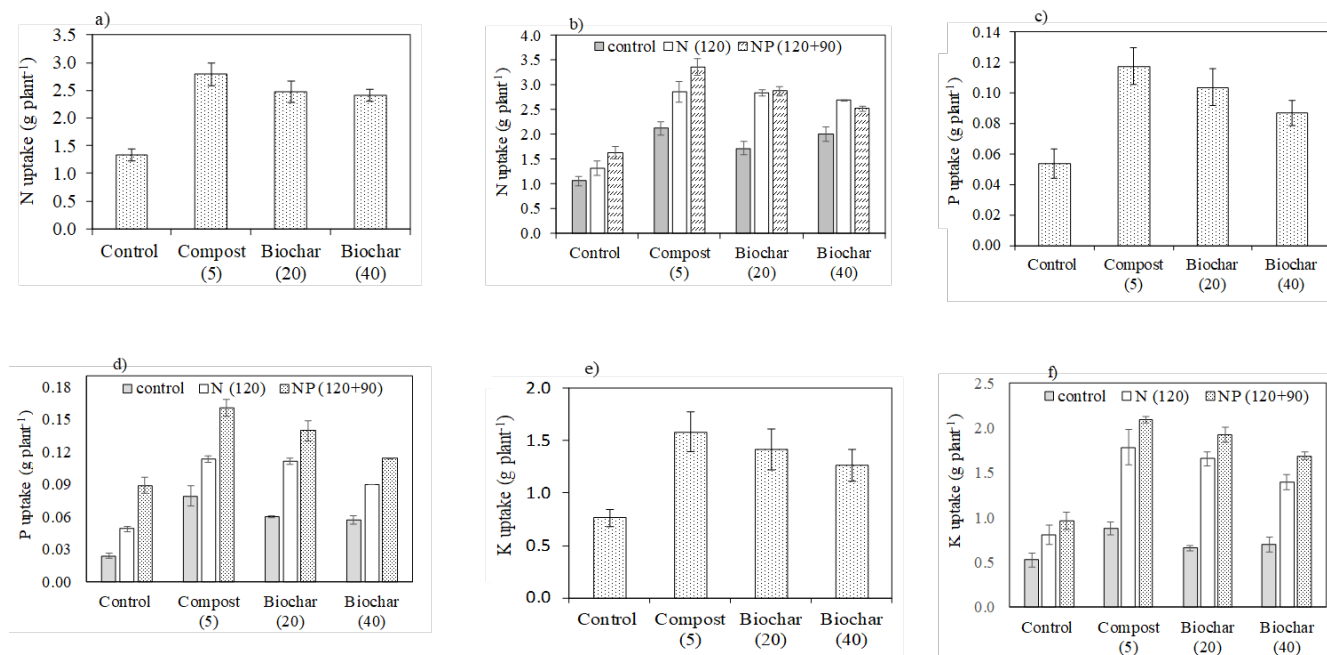 a)
N uptake (g plant⁻¹)
3.5
3.0
2.5
2.0
1.5
1.0
0.5
0.0
Control
Compost
(5)
Biochar
(20)
Biochar
(40)
b)
N uptake (g plant⁻¹)
control
N (120)
NP (120+90)
4.0
3.5
3.0
2.5
2.0
1.5
1.0
0.5
0.0
Control
Compost
(5)
Biochar
(20)
Biochar
(40)
c)
P uptake (g plant⁻¹)
0.14
0.12
0.10
0.08
0.06
0.04
0.02
0.00
Control
Compost
(5)
Biochar
(20)
Biochar
(40)
d)
P uptake (g plant⁻¹)
control
N (120)
NP (120+90)
0.18
0.15
0.12
0.09
0.06
0.03
0.00
Control
Compost
(5)
Biochar
(20)
Biochar
(40)
e)
K uptake (g plant⁻¹)
2.0
1.5
1.0
0.5
0.0
Control
Compost
(5)
Biochar
(20)
Biochar
(40)
f)
K uptake (g plant⁻¹)
control
N (120)
NP (120+90)
2.5
2.0
1.5
1.0
0.5
0.0
Control
Compost
(5)
Biochar
(20)
Biochar
(40)